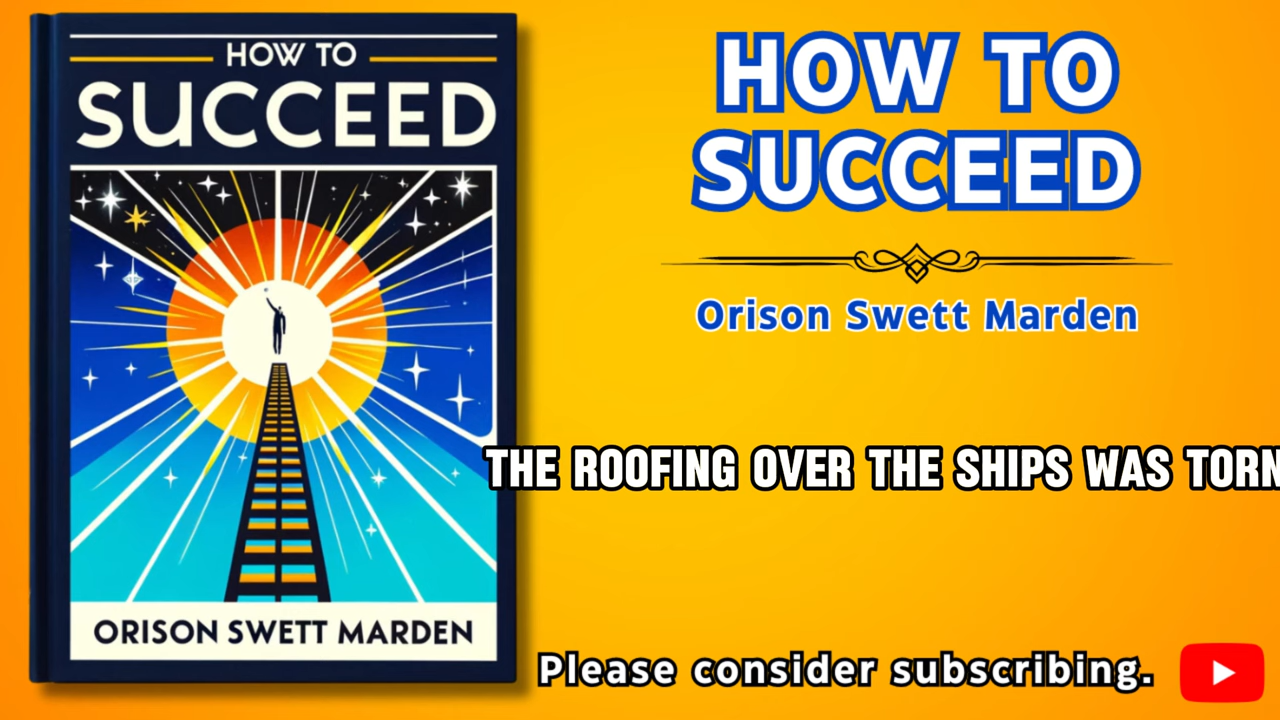 HOW TO
SUCCEED
ORISON SWETT MARDEN
HOW TO
SUCCEED
Orison Swett Marden
THE ROOFING OVER THE SHIPS WAS TORN
Please consider subscribing.